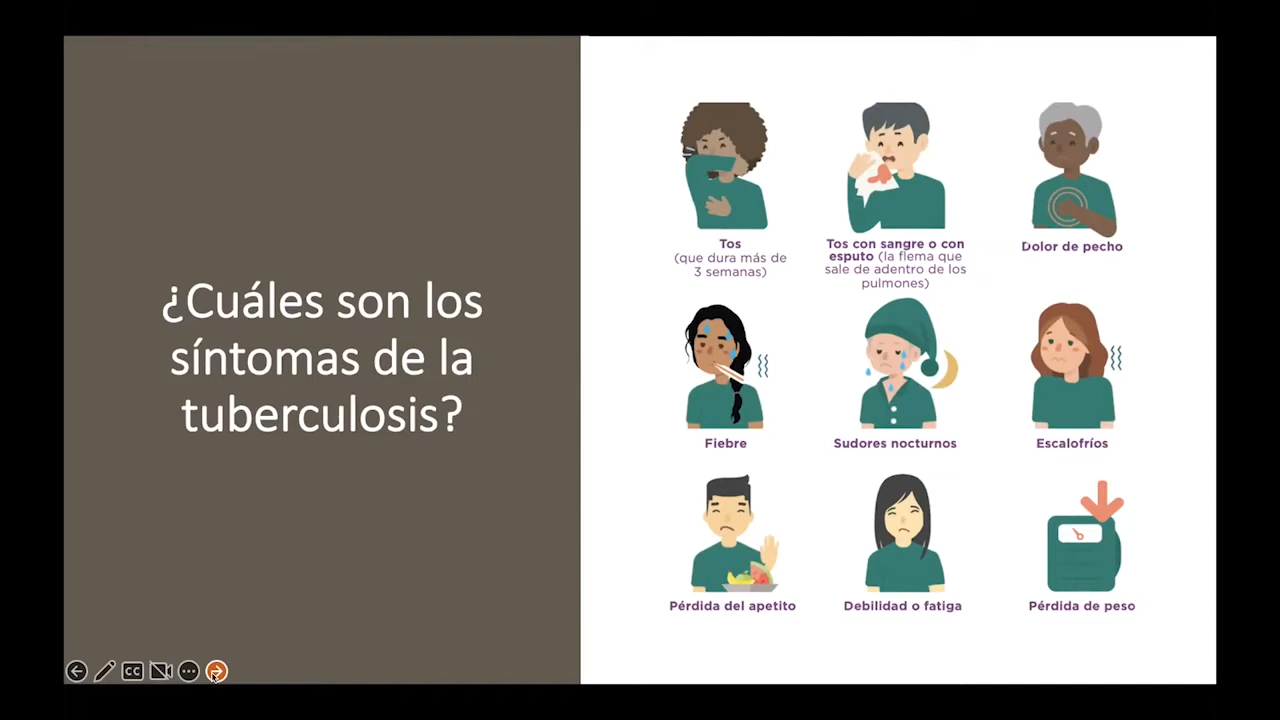 ¿Cuáles son los
síntomas de la
tuberculosis?
Tos
(que dura más de
3 semanas)
Tos con sangre o con
esputo (la flema que
sale de adentro de los
pulmones)
Dolor de pecho
Fiebre
Sudores nocturnos
Escalofríos
Pérdida del apetito
Debilidad o fatiga
Pérdida de peso
CC